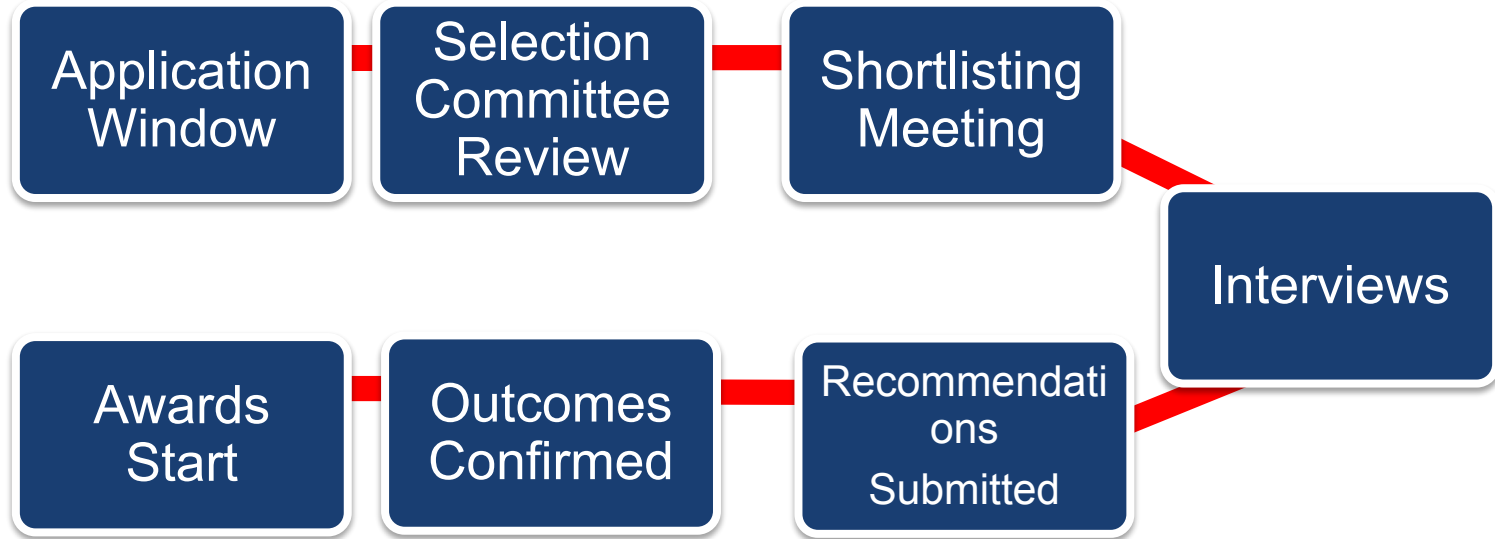 Application
Window
Selection
Committee
Review
Shortlisting
Meeting
Interviews
Recommendati
ons
Submitted
Outcomes
Confirmed
Awards
Start